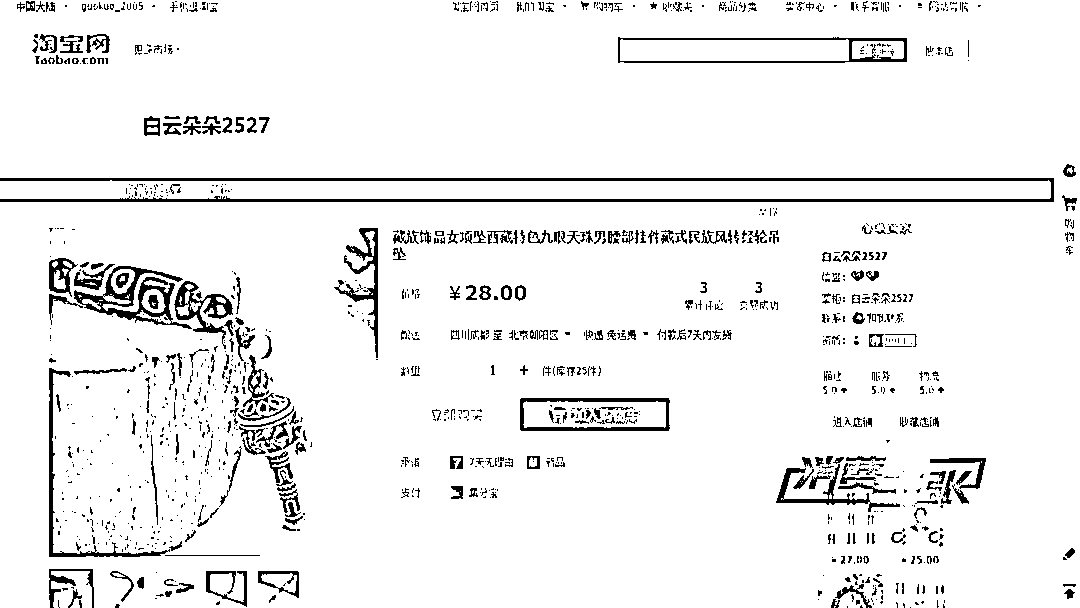 中国大陆 guokuo_2005 手机逛淘宝
淘宝网首页 我的淘宝 购物车 收藏夹 商品分类 卖家中心 联系客服 网站导航
淘宝网
Taobao.com
更多市场
搜本店
白云朵朵2527
购物车
举报
藏族饰品女项坠西藏特色九眼天珠男腰部挂件藏式民族风转经轮吊
坠
价格 ¥28.00
3 3
累计评论 交易成功
配送 四川成都 至 北京朝阳区 快递 免运费 付款后7天内发货
数量 1 + 件(库存25件)
立即购买 加入购物车
承诺 7 7天无理由
支付
白云朵朵2527
信誉:
掌柜: 白云朵朵2527
联系: 和我联系
资质:
描述 服务 物流
5.0 5.0 5.0
进入店铺 收藏店铺
27.00 25.00